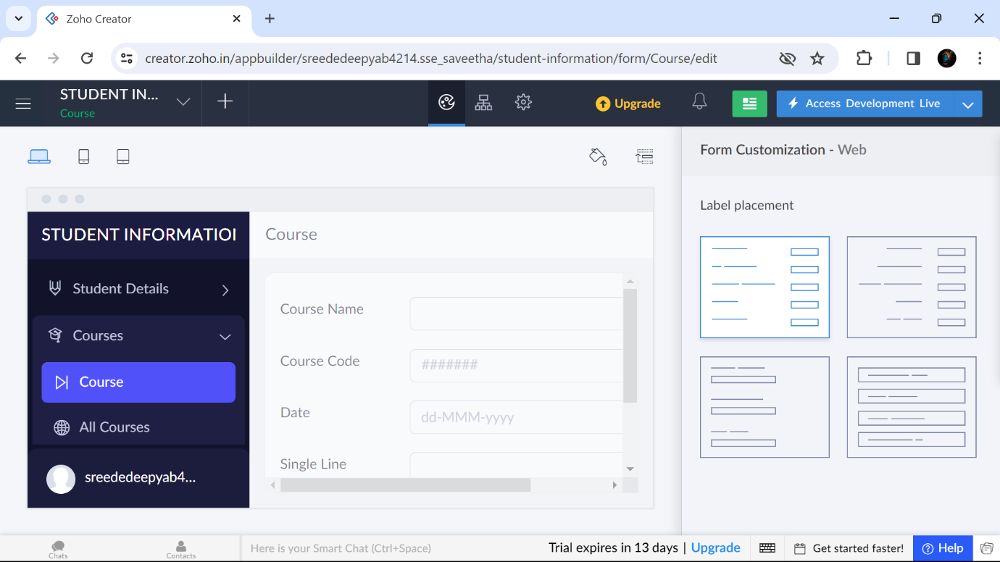 Zoho Creator
creator.zoho.in/appbuilder/sreededeepyab4214.sse_saveetha/student-information/form/Course/edit
STUDENT IN...
Course
Upgrade
Access Development Live
Form Customization - Web
Label placement
STUDENT INFORMATION
Course
Student Details
Courses
Course
All Courses
sreededeepyab4...
Course Name
Course Code
#######
Date
dd-MMM-yyyy
Single Line
Chats
Contacts
Here is your Smart Chat (Ctrl+Space)
Trial expires in 13 days | Upgrade
Get started faster!
Help